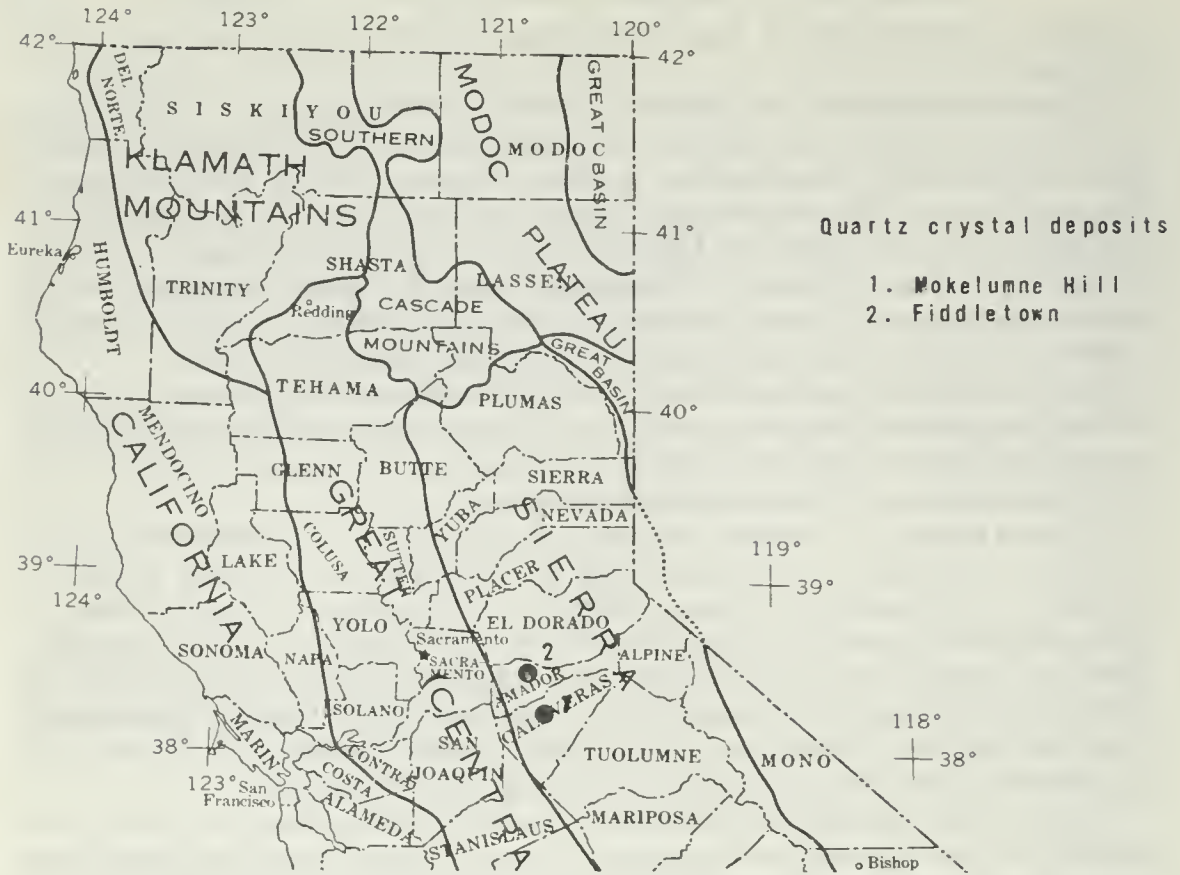 124° 123° 122° 121° 120°
42° 42°
DEL NORTE
SISKIYOU
SOUTHERN
MODOC
MODOC
GREAT BASIN
KLAMATH
MOUNTAINS
41° 41°
Eureka
HUMBOLDT
TRINITY
SHASTA
Redding
CASCADE
MOUNTAINS
LASSEN
PLATEAU
GREAT BASIN
Quartz crystal deposits
1. Mokelumne Hill
2. Fiddletown
40° 40°
TEHAMA
PLUMAS
MENDOCINO
CALIFORNIA
GLENN
BUTTE
SIERRA
SIERRA
NEVADA
YUBA
GREAT
COLUSA
SUTTER
LAKE
PLACER
39°
124°
119°
39°
YOLO
EL DORADO
Sacramento
SACRA-
MENTO
2
ALPINE
SONOMA
NAPA
AMADOR
SOLANO
CALAVERAS
CENTRAL
MARIN
38°
123°
CONTRA
COSTA
SAN
JOAQUIN
TUOLUMNE
MONO
118°
38°
San
Francisco
ALAMEDA
STANISLAUS
MARIPOSA
Bishop